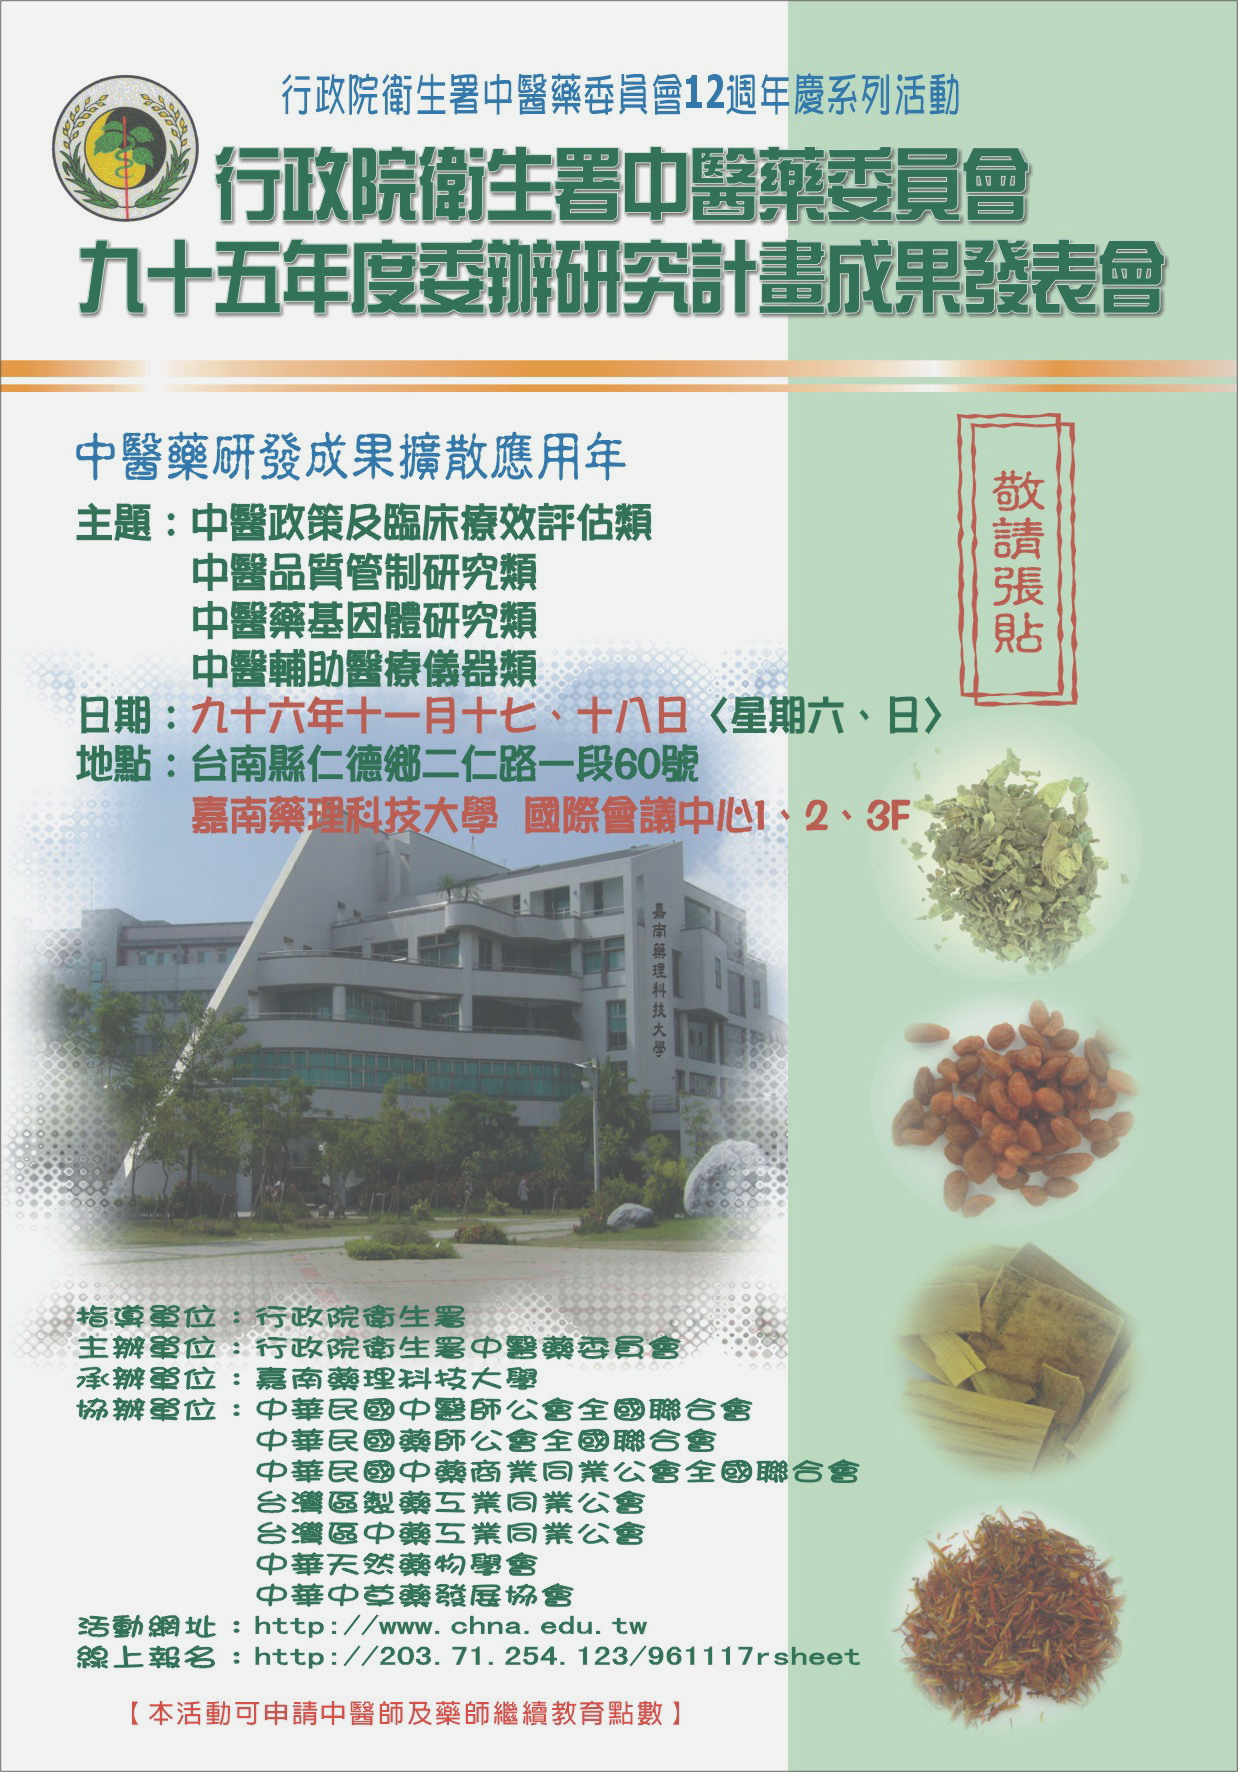 行政院衛生署中醫藥委員會12週年慶系列活動
行政院衛生署中醫藥委員會
九十五年度委辦研究計畫成果發表會
中醫藥研發成果擴散應用年
主題：中醫政策及臨床療效評估類
中醫品質管制研究類
中醫藥基因體研究類
中醫輔助醫療儀器類
日期：九十六年十一月十七、十八日〈星期六、日〉
地點：台南縣仁德鄉二仁路一段60號
嘉南藥理科技大學 國際會議中心1、2、3F
敬請張貼
嘉南藥理科技大學
指導單位：行政院衛生署
主辦單位：行政院衛生署中醫藥委員會
承辦單位：嘉南藥理科技大學
協辦單位：中華民國中醫師公會全國聯合會
中華民國藥師公會全國聯合會
中華民國中藥商業同業公會全國聯合會
台灣區製藥工業同業公會
台灣區中藥工業同業公會
中華天然藥物學會
中華中草藥發展協會
活動網址：http://www.chna.edu.tw
線上報名：http://203.71.254.123/961117rsheet
【本活動可申請中醫師及藥師繼續教育點數】